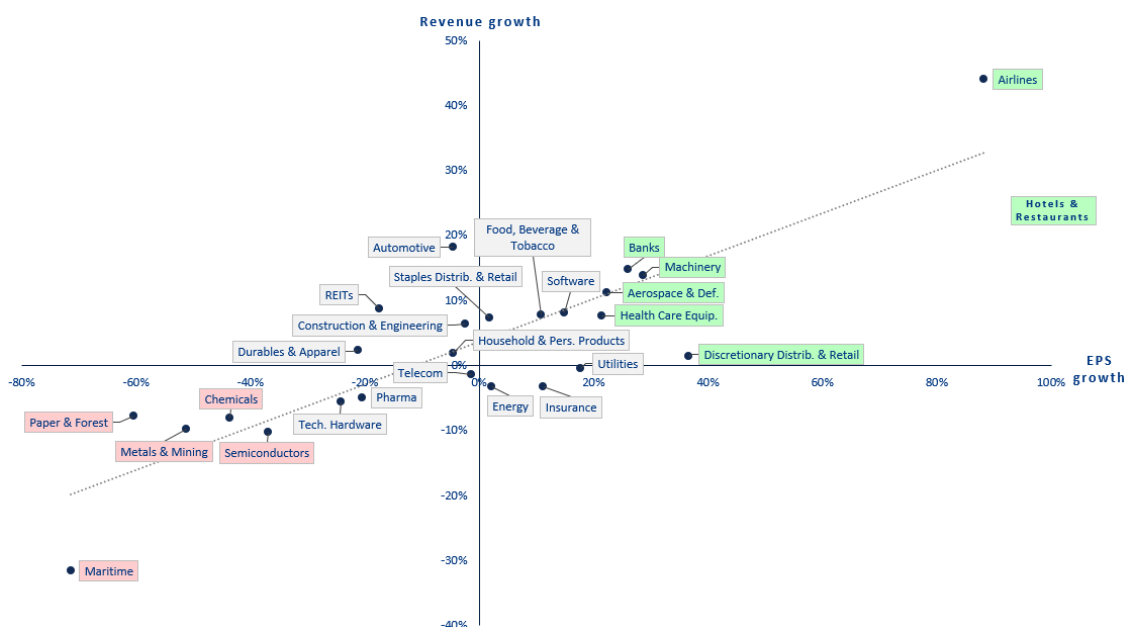 Revenue growth
50%
Airlines
40%
30%
Hotels &
Restaurants
20%
Food, Beverage &
Tobacco
Automotive
Banks
Machinery
Staples Distrib. & Retail
Software
REITs
10%
Aerospace & Def.
Construction & Engineering
Health Care Equip.
Household & Pers. Products
Durables & Apparel
Discretionary Distrib. & Retail
0%
Utilities
EPS
growth
-80%
-60%
-40%
-20%
0%
20%
40%
60%
80%
100%
Telecom
Pharma
Chemicals
Energy
Insurance
Paper & Forest
Tech. Hardware
-10%
Metals & Mining
Semiconductors
-20%
-30%
Maritime
-40%